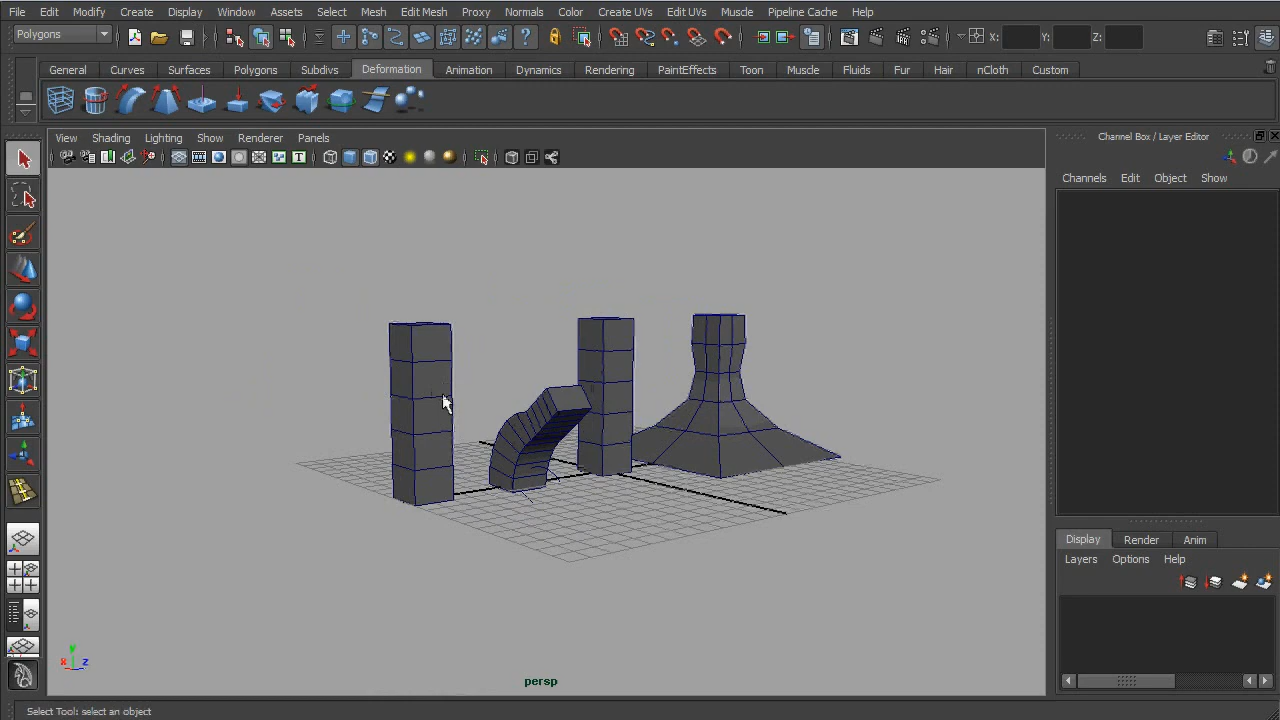 File Edit Modify Create Display Window Assets Select Mesh Edit Mesh Proxy Normals Color Create UVs Edit UVs Muscle Pipeline Cache Help
Polygons X: Y: Z:
General Curves Surfaces Polygons Subdivs Deformation Animation Dynamics Rendering PaintEffects Toon Muscle Fluids Fur Hair nCloth Custom
View Shading Lighting Show Renderer Panels
Channel Box / Layer Editor
Channels Edit Object Show
Display Render Anim
Layers Options Help
y
x z
persp
Select Tool: select an object